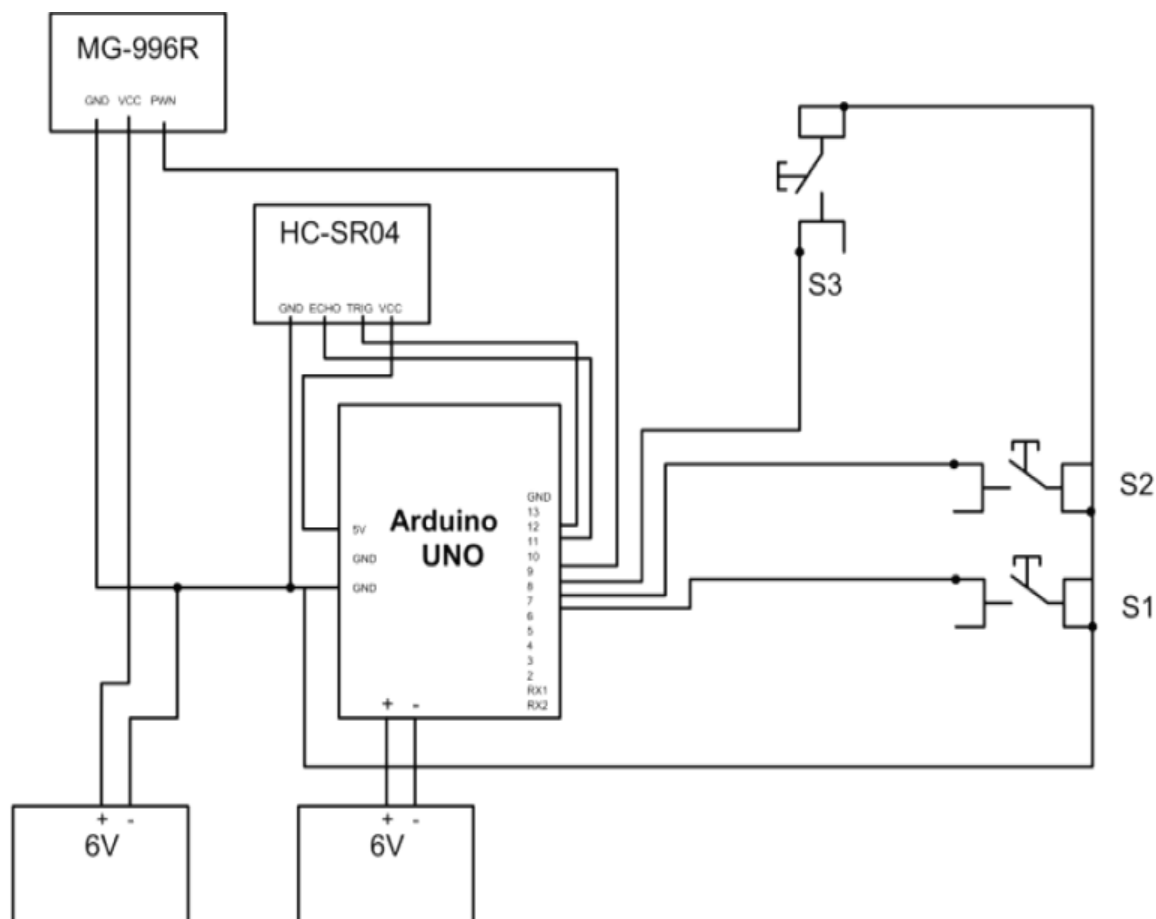 MG-996R
GND VCC PWN
HC-SR04
GND ECHO TRIG VCC
S3
S2
S1
Arduino
UNO
5V
GND
GND
GND
13
12
11
10
9
8
7
6
5
4
3
2
RX1
RX2
+ -
+ -
6V
+ -
6V